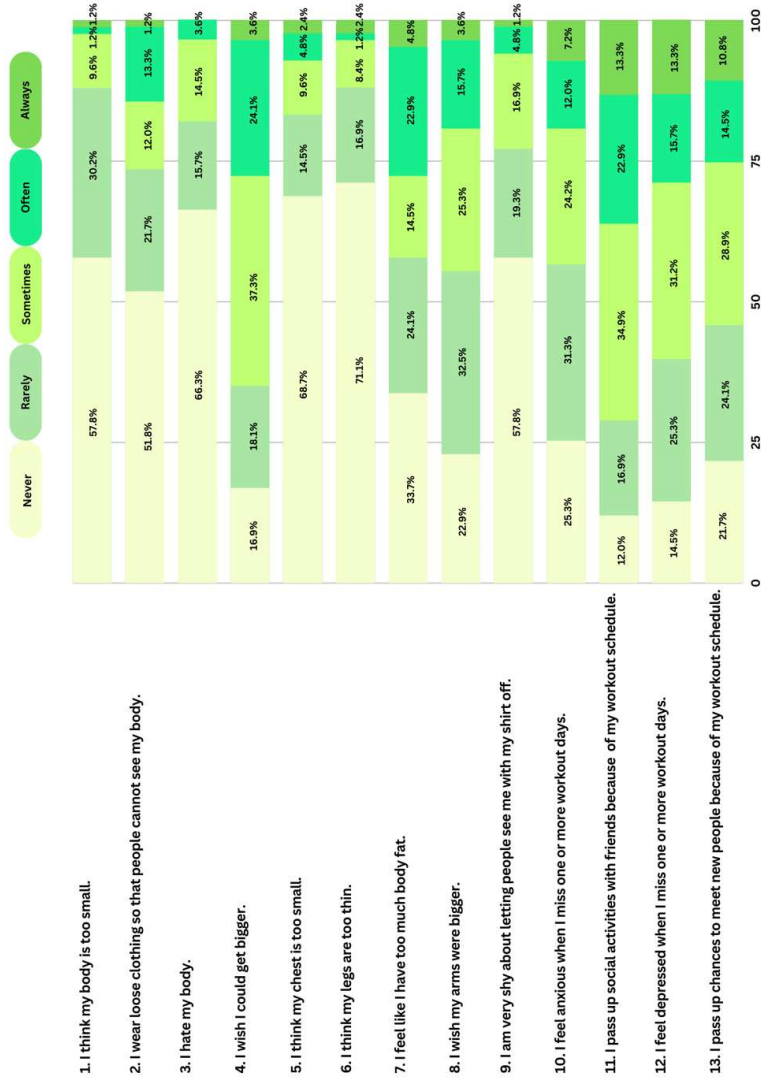 Never Rarely Sometimes Often Always
1. I think my body is too small. 57.8% 30.2% 9.6% 1.2% 1.2%
2. I wear loose clothing so that people cannot see my body. 51.8% 21.7% 12.0% 13.3% 1.2%
3. I hate my body. 66.3% 15.7% 14.5% 3.6%
4. I wish I could get bigger. 16.9% 18.1% 37.3% 24.1% 3.6%
5. I think my chest is too small. 68.7% 14.5% 9.6% 4.8% 2.4%
6. I think my legs are too thin. 71.1% 16.9% 8.4% 1.2% 2.4%
7. I feel like I have too much body fat. 33.7% 24.1% 14.5% 22.9% 4.8%
8. I wish my arms were bigger. 22.9% 32.5% 25.3% 15.7% 3.6%
9. I am very shy about letting people see me with my shirt off. 57.8% 19.3% 16.9% 4.8% 1.2%
10. I feel anxious when I miss one or more workout days. 25.3% 31.3% 24.2% 12.0% 7.2%
11. I pass up social activities with friends because of my workout schedule. 12.0% 16.9% 34.9% 22.9% 13.3%
12. I feel depressed when I miss one or more workout days. 14.5% 25.3% 31.2% 15.7% 13.3%
13. I pass up chances to meet new people because of my workout schedule. 21.7% 24.1% 28.9% 14.5% 10.8%
0 25 50 75 100